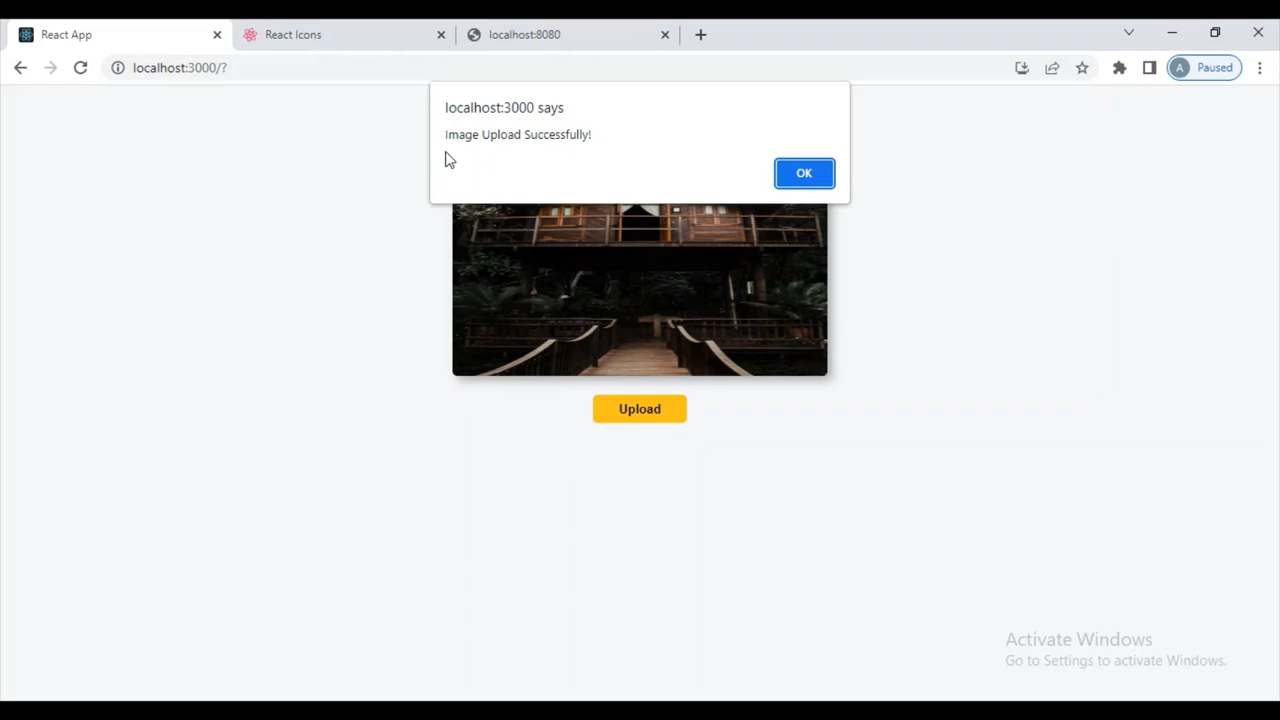 React App
React Icons
localhost:8080
localhost:3000/?
A Paused
localhost:3000 says
Image Upload Successfully!
OK
Upload
Activate Windows
Go to Settings to activate Windows.